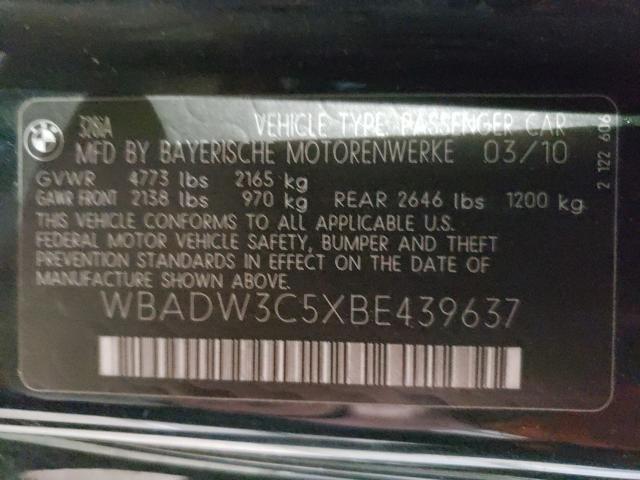 BMW
328iA VEHICLE TYPE: PASSENGER CAR
MFD BY BAYERISCHE MOTORENWERKE 03/10
GVWR 4773 lbs 2165 kg
GAWR FRONT 2138 lbs 970 kg REAR 2646 lbs 1200 kg
THIS VEHICLE CONFORMS TO ALL APPLICABLE U.S.
FEDERAL MOTOR VEHICLE SAFETY, BUMPER AND THEFT
PREVENTION STANDARDS IN EFFECT ON THE DATE OF
MANUFACTURE SHOWN ABOVE.
WBADW3C5XBE439637
2 122 606